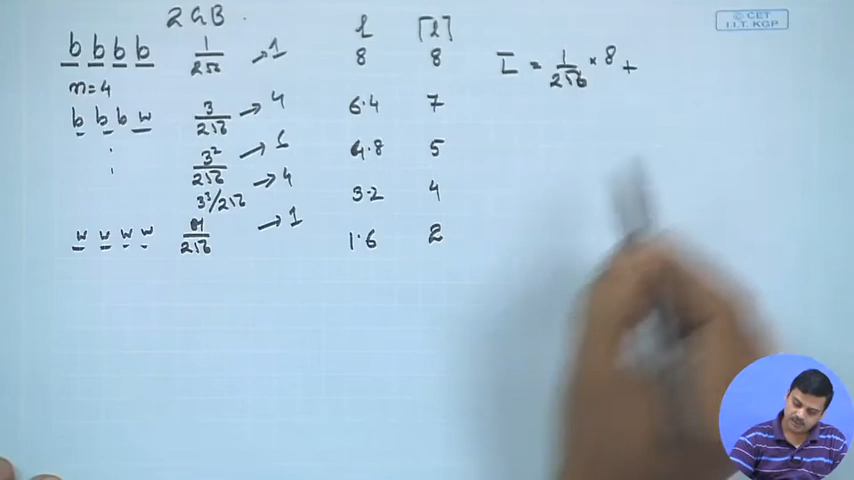 2GB.
© CET
I.I.T. KGP
l ⌈l⌉
b b b b 1/256 → 1 8 8
L = 1/256 × 8 +
n=4
b b b w 3/256 → 4 6.4 7
: 3²/256 → 6 4.8 5
3³/256 → 4 3.2 4
w w w w 81/256 → 1 1.6 2